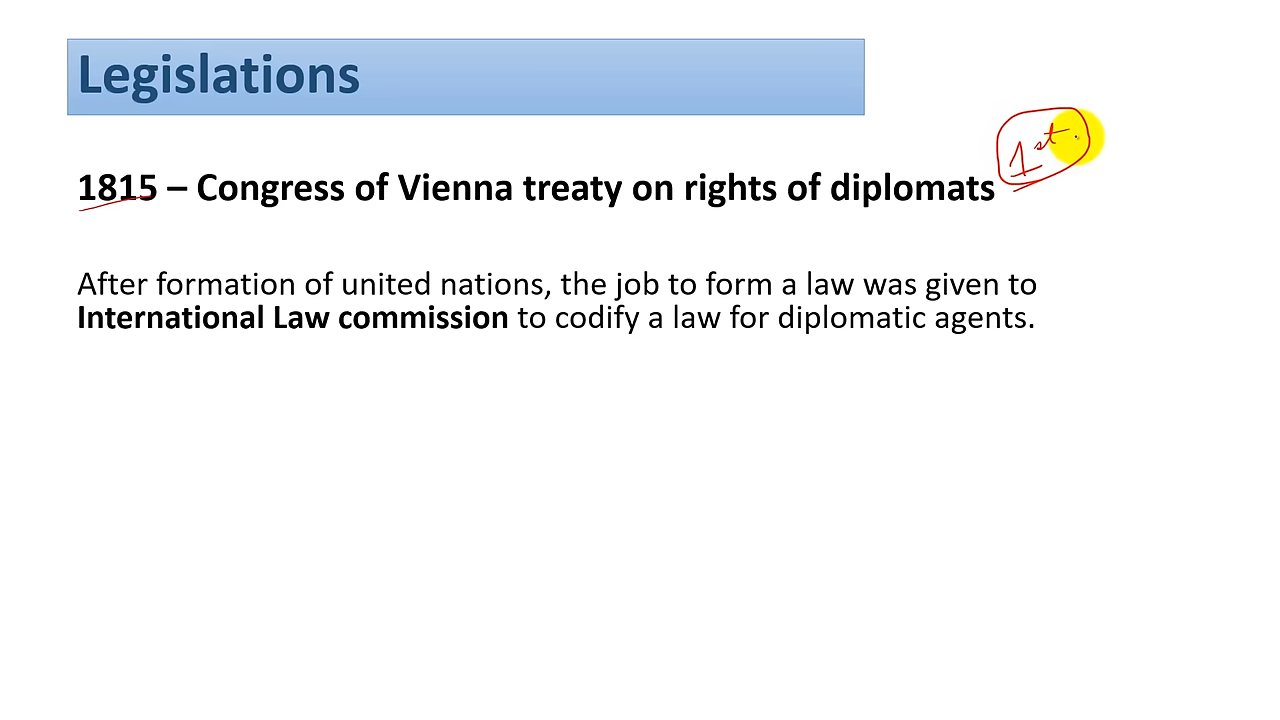 Legislations
1st
1815 – Congress of Vienna treaty on rights of diplomats
After formation of united nations, the job to form a law was given to
International Law commission to codify a law for diplomatic agents.